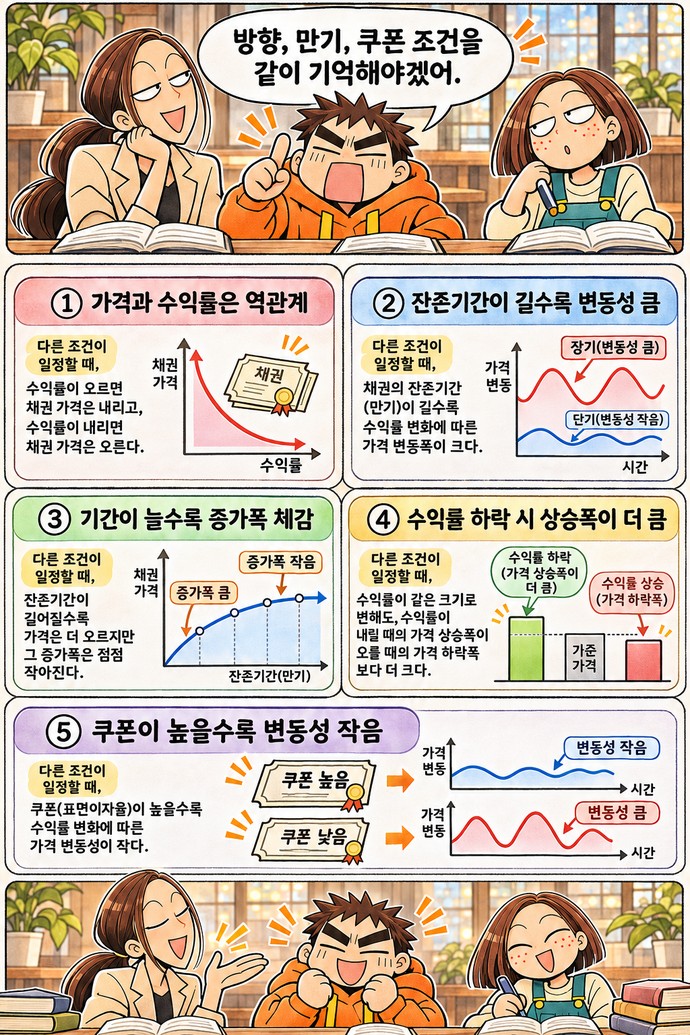 방향, 만기, 쿠폰 조건을
같이 기억해야겠어.
① 가격과 수익률은 역관계
다른 조건이
일정할 때,
수익률이 오르면
채권 가격은 내리고,
수익률이 내리면
채권 가격은 오른다.
채권
가격
채권
수익률
② 잔존기간이 길수록 변동성 큼
다른 조건이
일정할 때,
채권의 잔존기간
(만기)이 길수록
수익률 변화에 따른
가격 변동폭이 크다.
가격
변동
장기(변동성 큼)
단기(변동성 작음)
시간
③ 기간이 늘수록 증가폭 체감
다른 조건이
일정할 때,
잔존기간이
길어질수록
가격은 더 오르지만
그 증가폭은 점점
작아진다.
채권
가격
증가폭 큼
증가폭 작음
잔존기간(만기)
④ 수익률 하락 시 상승폭이 더 큼
다른 조건이
일정할 때,
수익률이 같은 크기로
변해도, 수익률이
내릴 때의 가격 상승폭이
오를 때의 가격 하락폭
보다 더 크다.
수익률 하락
(가격 상승폭이
더 큼)
수익률 상승
(가격 하락폭)
가준
가격
⑤ 쿠폰이 높을수록 변동성 작음
다른 조건이
일정할 때,
쿠폰(표면이자율)이 높을수록
수익률 변화에 따른
가격 변동성이 작다.
쿠폰 높음
가격
변동
변동성 작음
시간
쿠폰 낮음
가격
변동
변동성 큼
시간